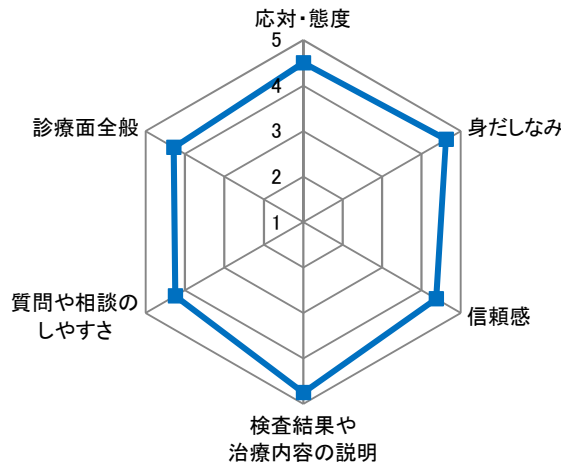 応対・態度
5
4
3
2
1
身だしなみ
信頼感
検査結果や
治療内容の説明
質問や相談の
しやすさ
診療面全般